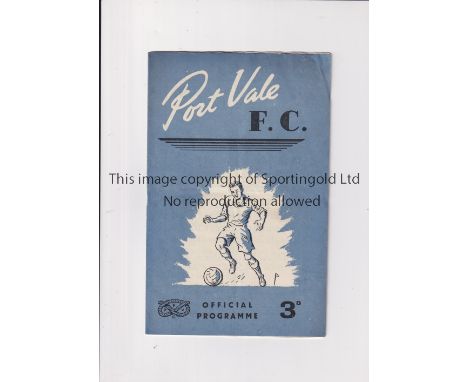 Port Vale
F. C.
This image copyright of Sportingold Ltd
No reproduction allowed
OFFICIAL
PROGRAMME
3ᴰ